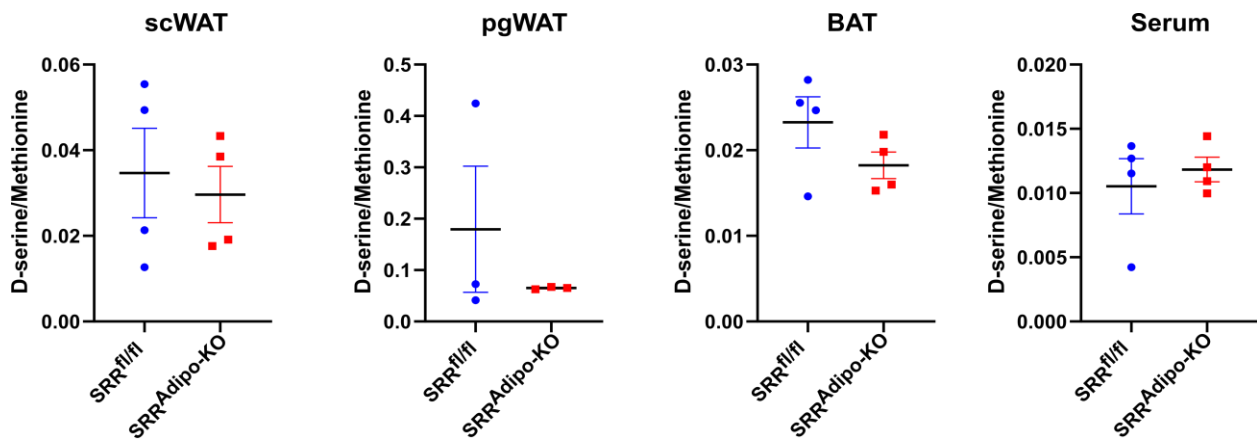 scWAT
D-serine/Methionine
0.06
0.04
0.02
0.00
SRRfl/fl
SRRAdipo-KO
pgWAT
D-serine/Methionine
0.5
0.4
0.3
0.2
0.1
0.0
SRRfl/fl
SRRAdipo-KO
BAT
D-serine/Methionine
0.03
0.02
0.01
0.00
SRRfl/fl
SRRAdipo-KO
Serum
D-serine/Methionine
0.020
0.015
0.010
0.005
0.000
SRRfl/fl
SRRAdipo-KO